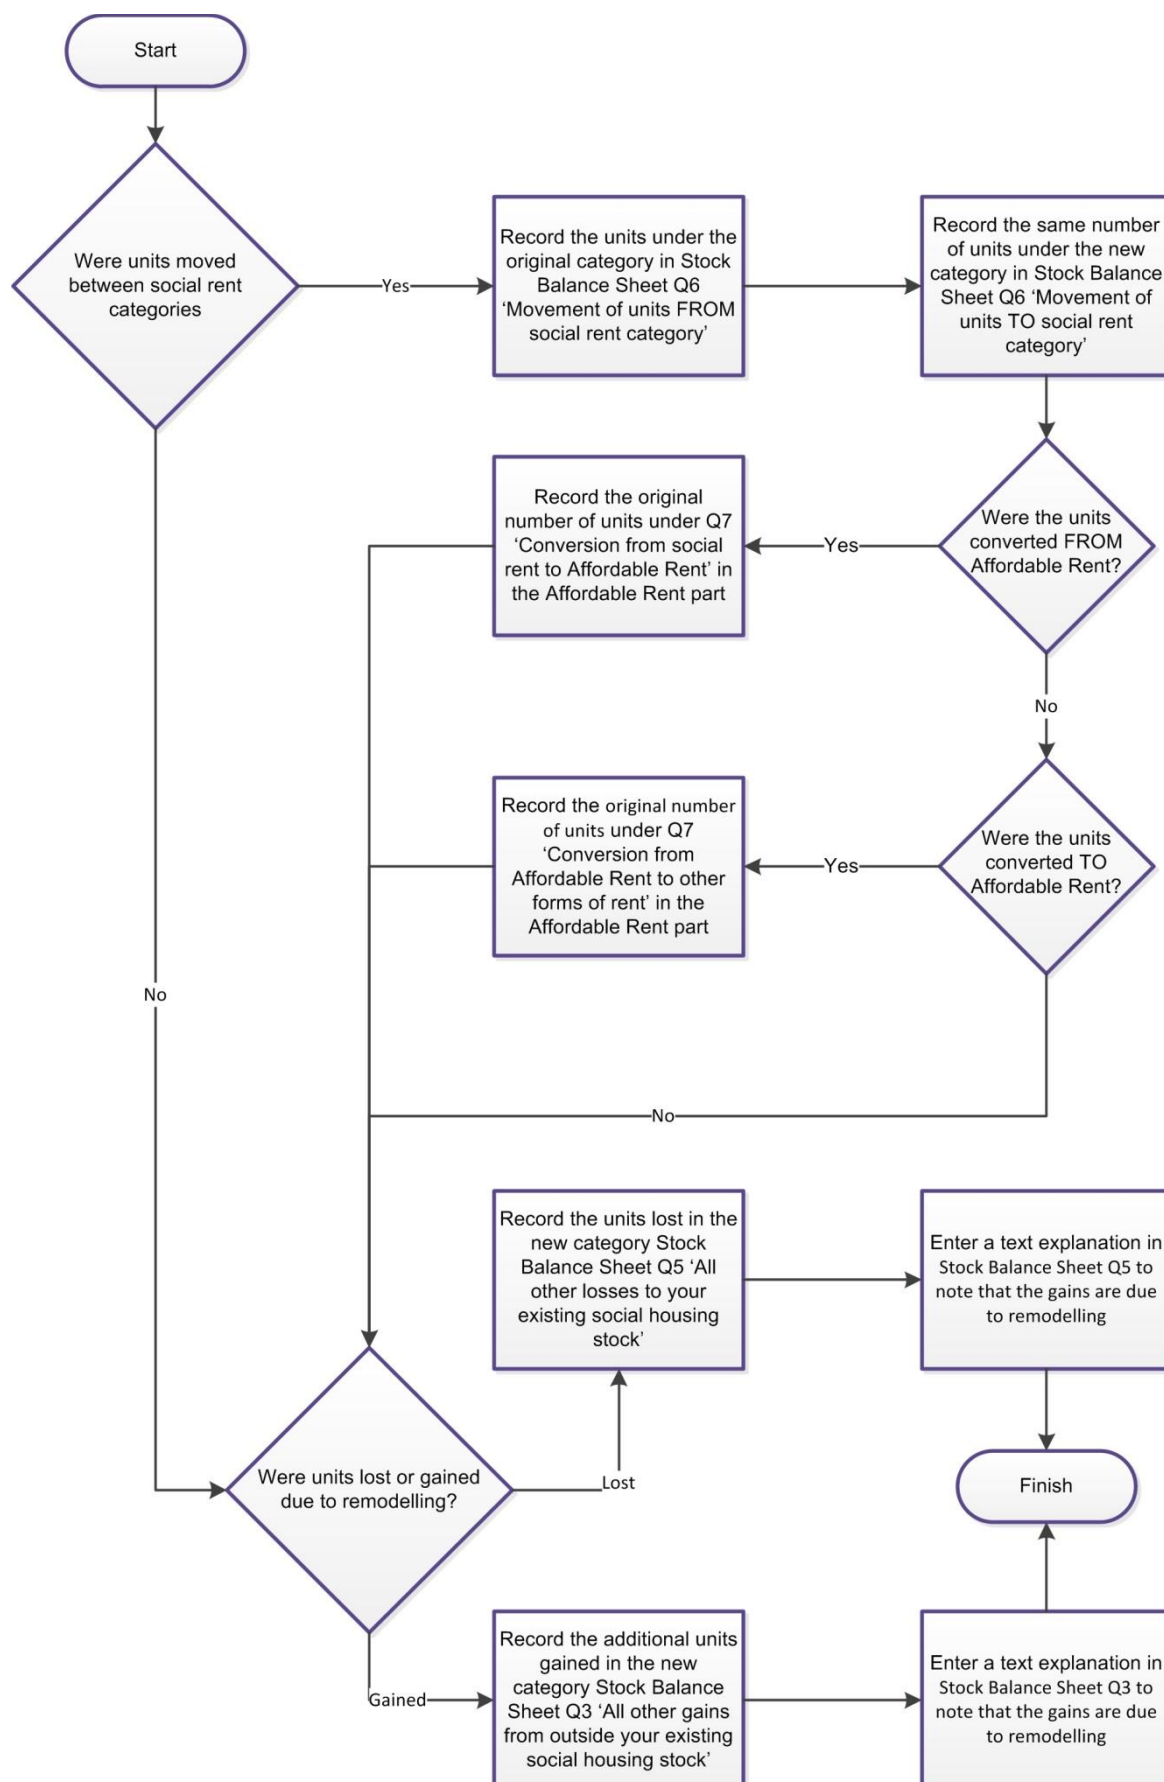 Start
Were units moved
between social rent
categories
Yes
Record the units under the
original category in Stock
Balance Sheet Q6
‘Movement of units FROM
social rent category’
Record the same number
of units under the new
category in Stock Balance
Sheet Q6 ‘Movement of
units TO social rent
category’
Were the units
converted FROM
Affordable Rent?
Yes
Record the original
number of units under Q7
‘Conversion from social
rent to Affordable Rent’ in
the Affordable Rent part
No
Were the units
converted TO
Affordable Rent?
Yes
Record the original number
of units under Q7
‘Conversion from
Affordable Rent to other
forms of rent’ in the
Affordable Rent part
No
No
Were units lost or gained
due to remodelling?
Lost
Record the units lost in the
new category Stock
Balance Sheet Q5 ‘All
other losses to your
existing social housing
stock’
Enter a text explanation in
Stock Balance Sheet Q5 to
note that the gains are due
to remodelling
Finish
Gained
Record the additional units
gained in the new
category Stock Balance
Sheet Q3 ‘All other gains
from outside your existing
social housing stock’
Enter a text explanation in
Stock Balance Sheet Q3 to
note that the gains are due
to remodelling